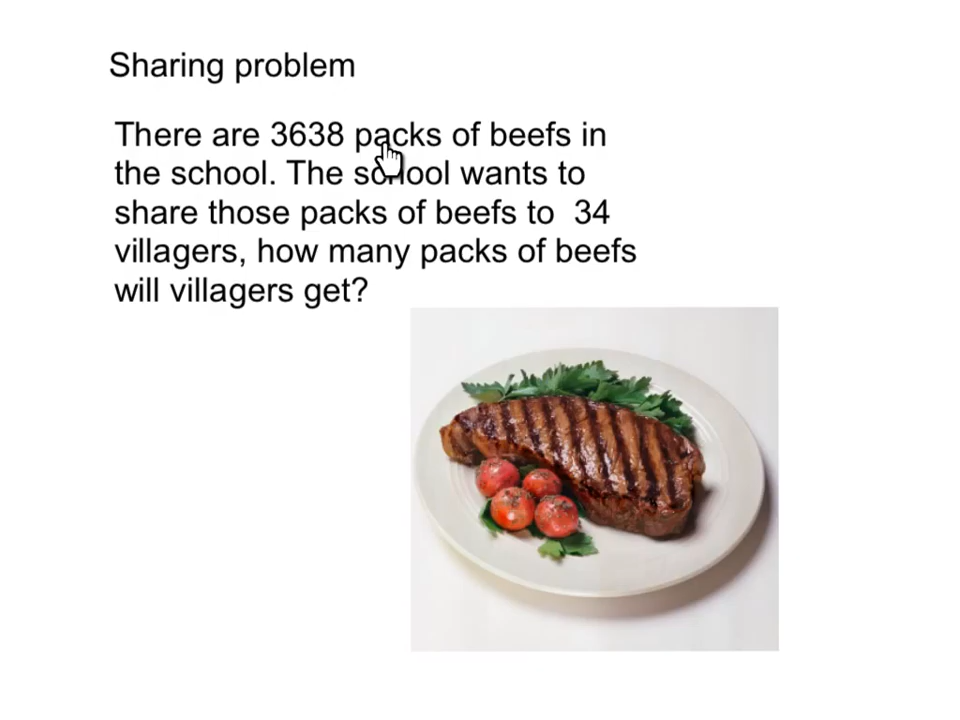 Sharing problem
There are 3638 packs of beefs in
the school. The school wants to
share those packs of beefs to 34
villagers, how many packs of beefs
will villagers get?